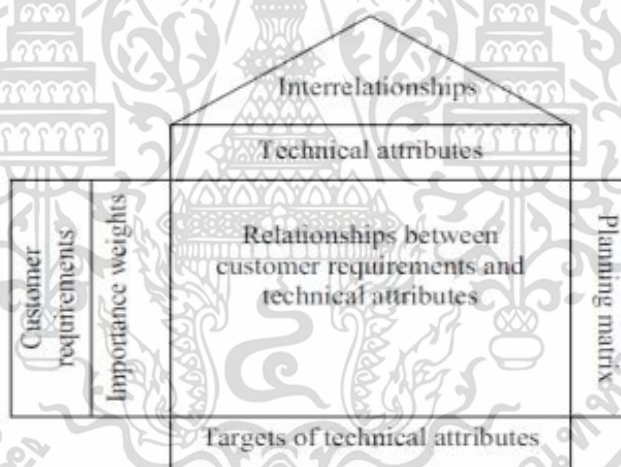 Interrelationships
Technical attributes
Customer
requirements
Importance weights
Relationships between
customer requirements and
technical attributes
Planning matrix
Targets of technical attributes